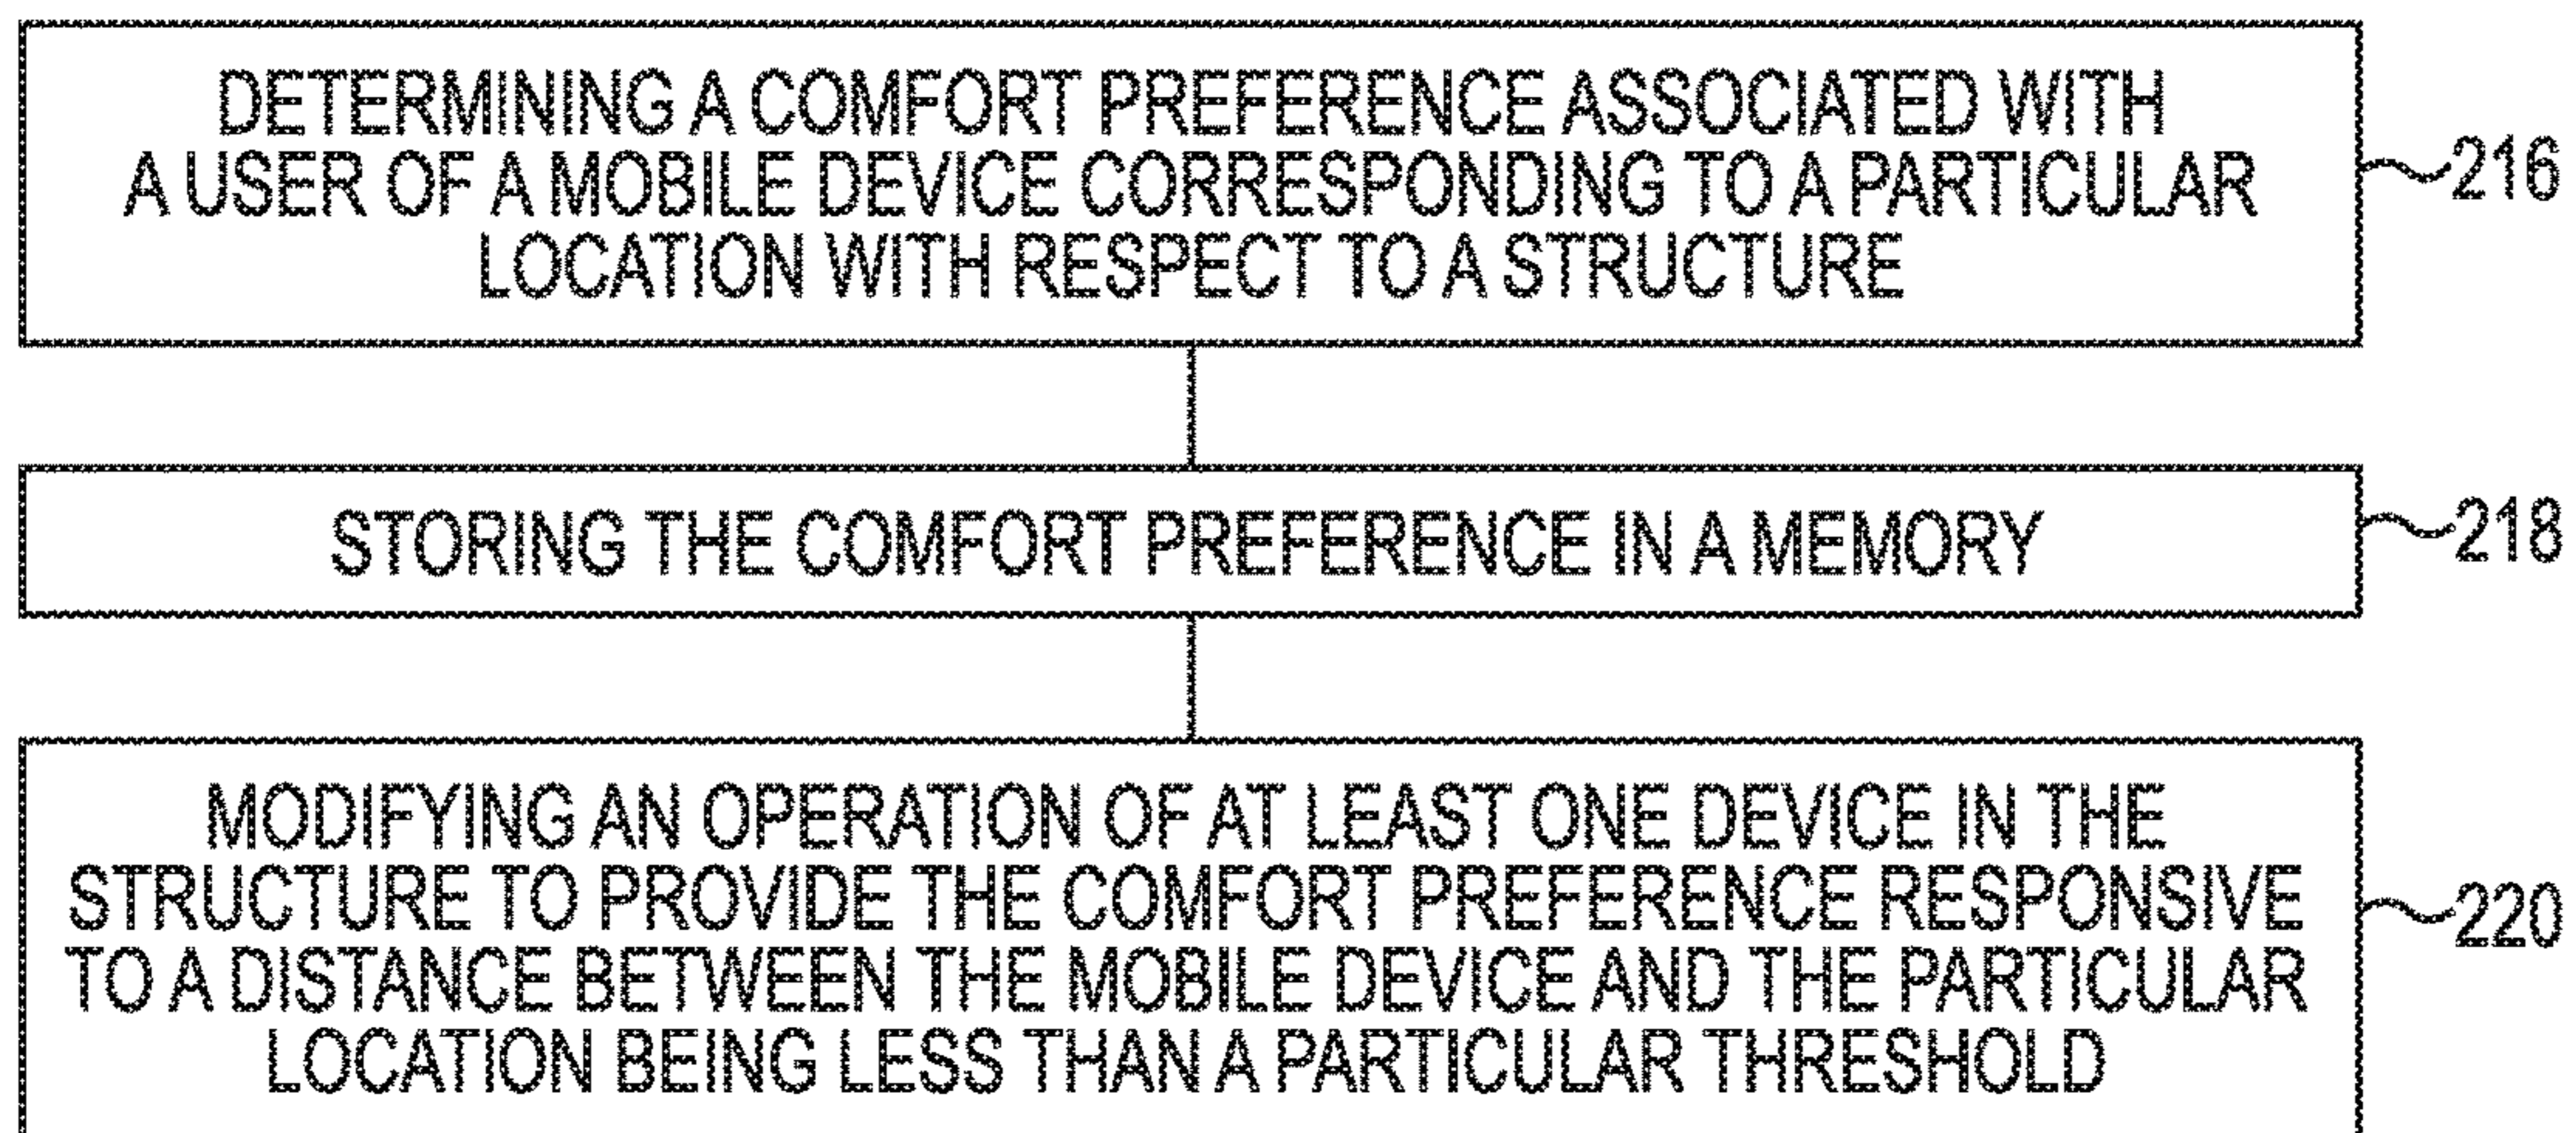 DETERMINING A COMFORT PREFERENCE ASSOCIATED WITH
A USER OF A MOBILE DEVICE CORRESPONDING TO A PARTICULAR
LOCATION WITH RESPECT TO A STRUCTURE
216
STORING THE COMFORT PREFERENCE IN A MEMORY
218
MODIFYING AN OPERATION OF AT LEAST ONE DEVICE IN THE
STRUCTURE TO PROVIDE THE COMFORT PREFERENCE RESPONSIVE
TO A DISTANCE BETWEEN THE MOBILE DEVICE AND THE PARTICULAR
LOCATION BEING LESS THAN A PARTICULAR THRESHOLD
220